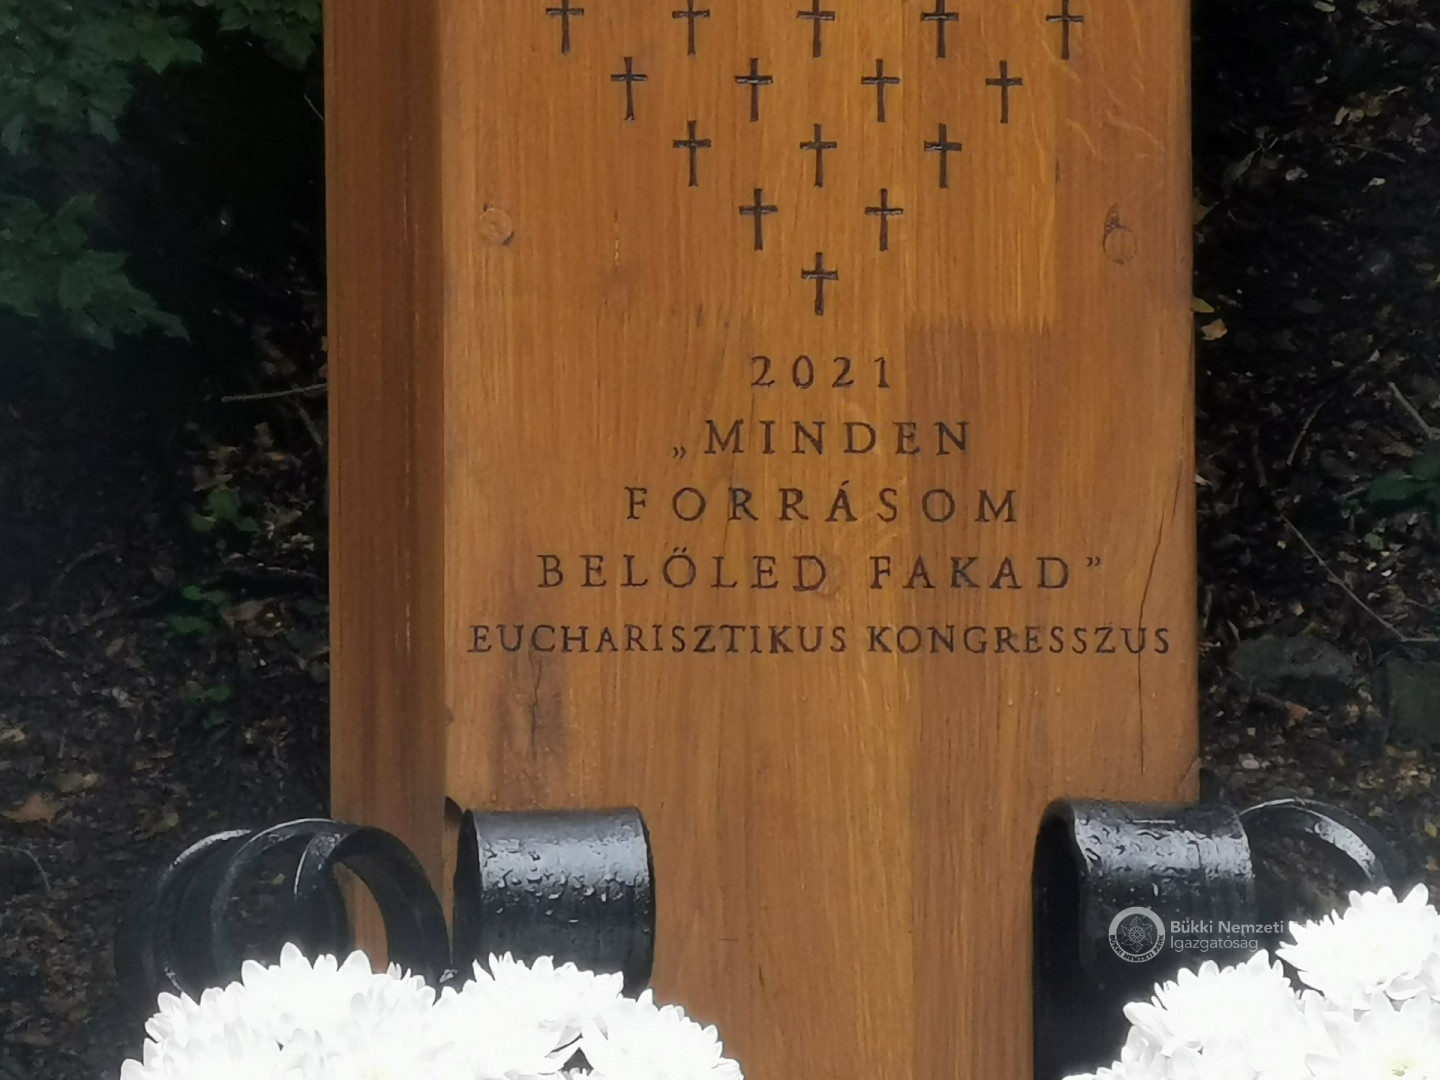 2021
„MINDEN
FORRÁSOM
BELŐLED FAKAD”
EUCHARISZTIKUS KONGRESSZUS
Bükki Nemzeti
Igazgatóság